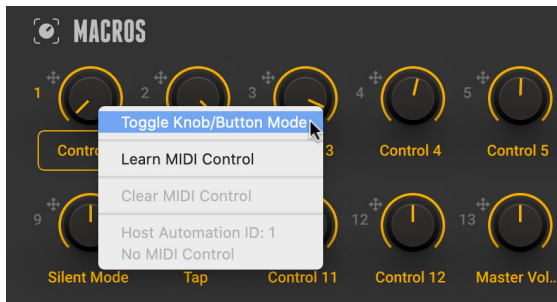 MACROS
1 2 3 4 5
Toggle Knob/Button Mode
Contro 3 Control 4 Control 5
Learn MIDI Control
Clear MIDI Control
9 12 13
Host Automation ID: 1
No MIDI Control
Silent Mode Tap Control 11 Control 12 Master Vol...